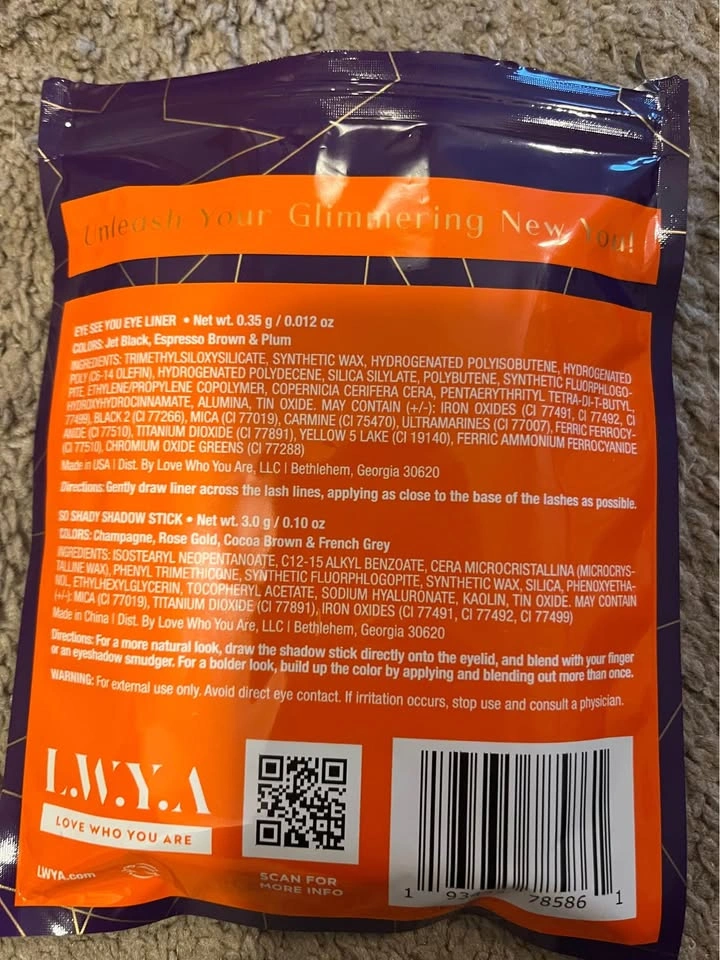 Unleash Your Glimmering New You!
EYE SEE YOU EYE LINER • Net wt. 0.35 g / 0.012 oz
COLORS: Jet Black, Espresso Brown & Plum
INGREDIENTS: TRIMETHYLSILOXYSILICATE, SYNTHETIC WAX, HYDROGENATED POLYISOBUTENE, HYDROGENATED
POLY (C6-14 OLEFIN), HYDROGENATED POLYDECENE, SILICA SILYLATE, POLYBUTENE, SYNTHETIC FLUORPHLOGO-
PITE, ETHYLENE/PROPYLENE COPOLYMER, COPERNICIA CERIFERA CERA, PENTAERYTHRITYL TETRA-DI-T-BUTYL
HYDROXYHYDROCINNAMATE, ALUMINA, TIN OXIDE. MAY CONTAIN (+/-): IRON OXIDES (CI 77491, CI 77492, CI
77499), BLACK 2 (CI 77266), MICA (CI 77019), CARMINE (CI 75470), ULTRAMARINES (CI 77007), FERRIC FERROCY-
ANIDE (CI 77510), TITANIUM DIOXIDE (CI 77891), YELLOW 5 LAKE (CI 19140), FERRIC AMMONIUM FERROCYANIDE
(CI 77510), CHROMIUM OXIDE GREENS (CI 77288)
Made in USA | Dist. By Love Who You Are, LLC | Bethlehem, Georgia 30620
Directions: Gently draw liner across the lash lines, applying as close to the base of the lashes as possible.
SO SHADY SHADOW STICK • Net wt. 3.0 g / 0.10 oz
COLORS: Champagne, Rose Gold, Cocoa Brown & French Grey
INGREDIENTS: ISOSTEARYL NEOPENTANOATE, C12-15 ALKYL BENZOATE, CERA MICROCRISTALLINA (MICROCRYS-
TALLINE WAX), PHENYL TRIMETHICONE, SYNTHETIC FLUORPHLOGOPITE, SYNTHETIC WAX, SILICA, PHENOXYETHA-
NOL, ETHYLHEXYLGLYCERIN, TOCOPHERYL ACETATE, SODIUM HYALURONATE, KAOLIN, TIN OXIDE. MAY CONTAIN
(+/-): MICA (CI 77019), TITANIUM DIOXIDE (CI 77891), IRON OXIDES (CI 77491, CI 77492, CI 77499)
Made in China | Dist. By Love Who You Are, LLC | Bethlehem, Georgia 30620
Directions: For a more natural look, draw the shadow stick directly onto the eyelid, and blend with your finger
or an eyeshadow smudger. For a bolder look, build up the color by applying and blending out more than once.
WARNING: For external use only. Avoid direct eye contact. If irritation occurs, stop use and consult a physician.
L.W.Y.A
LOVE WHO YOU ARE
LWYA.com
SCAN FOR
MORE INFO
1 78586 1